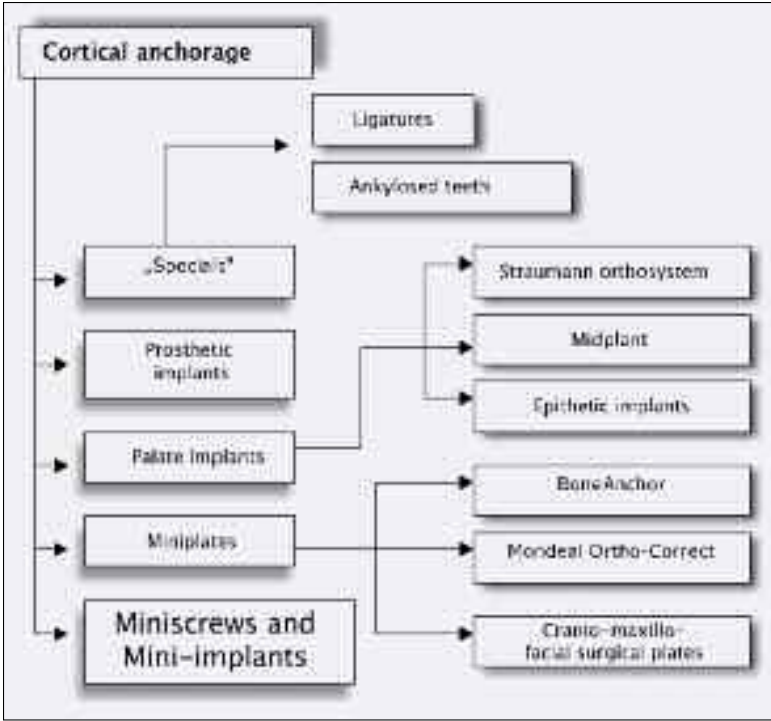 Cortical anchorage
Ligatures
Ankylosed teeth
„Specials"
Prosthetic
implants
Palate Implants
Miniplates
Miniscrews and
Mini-implants
Straumann orthosystem
Midplant
Epithetic implants
BoneAnchor
Mondeal Ortho-Correct
Cranio-maxillo-
facial surgical plates